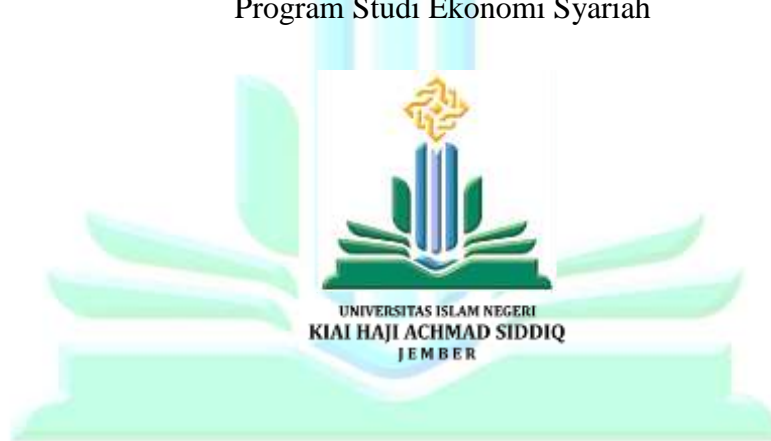 Program Studi Ekonomi Syariah
UNIVERSITAS ISLAM NEGERI
KIAI HAJI ACHMAD SIDDIQ
JEMBER